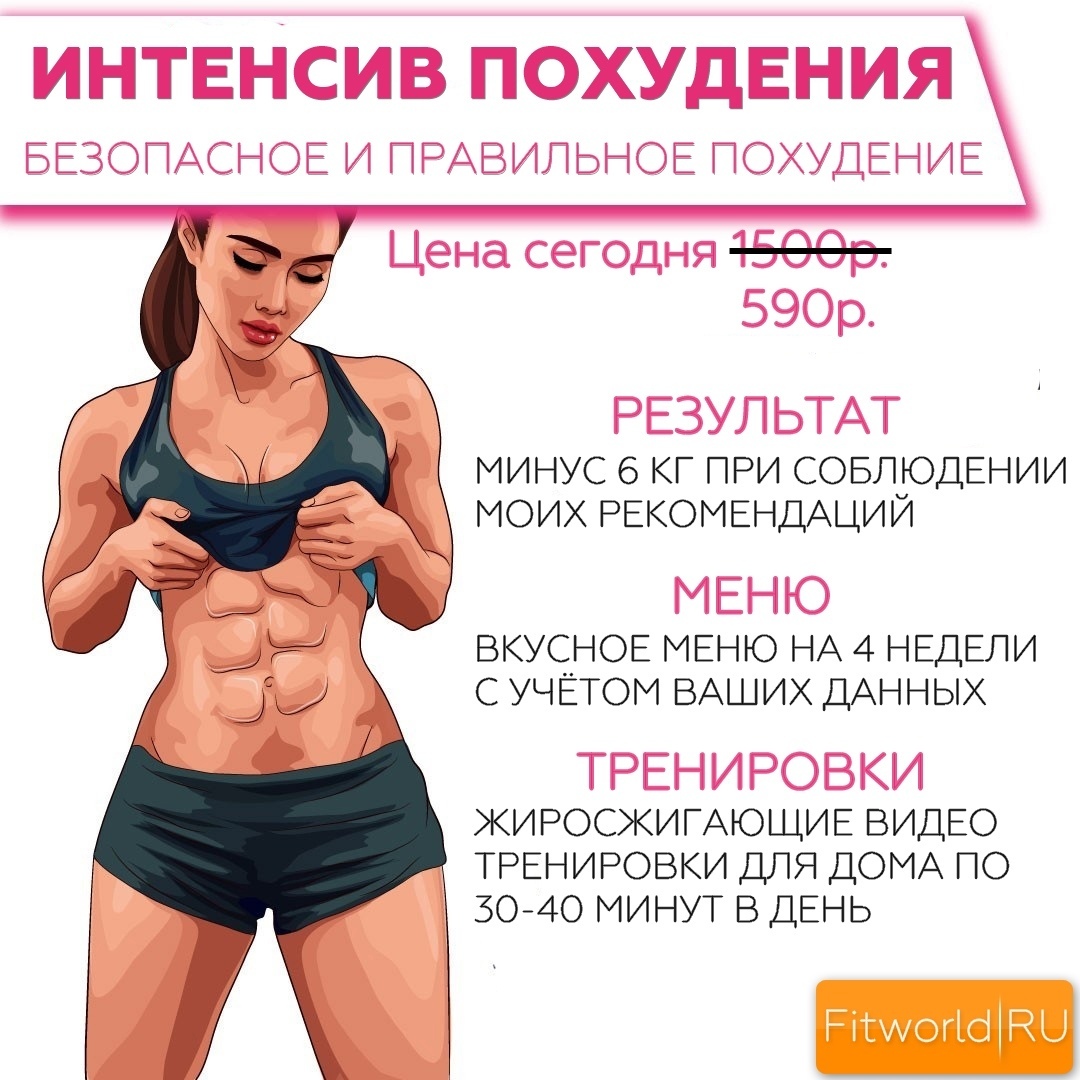 ИНТЕНСИВ ПОХУДЕНИЯ
БЕЗОПАСНОЕ И ПРАВИЛЬНОЕ ПОХУДЕНИЕ
Цена сегодня 1500р.
590р.
РЕЗУЛЬТАТ
МИНУС 6 КГ ПРИ СОБЛЮДЕНИИ
МОИХ РЕКОМЕНДАЦИЙ
МЕНЮ
ВКУСНОЕ МЕНЮ НА 4 НЕДЕЛИ
С УЧЁТОМ ВАШИХ ДАННЫХ
ТРЕНИРОВКИ
ЖИРОСЖИГАЮЩИЕ ВИДЕО
ТРЕНИРОВКИ ДЛЯ ДОМА ПО
30-40 МИНУТ В ДЕНЬ
Fitworld|RU